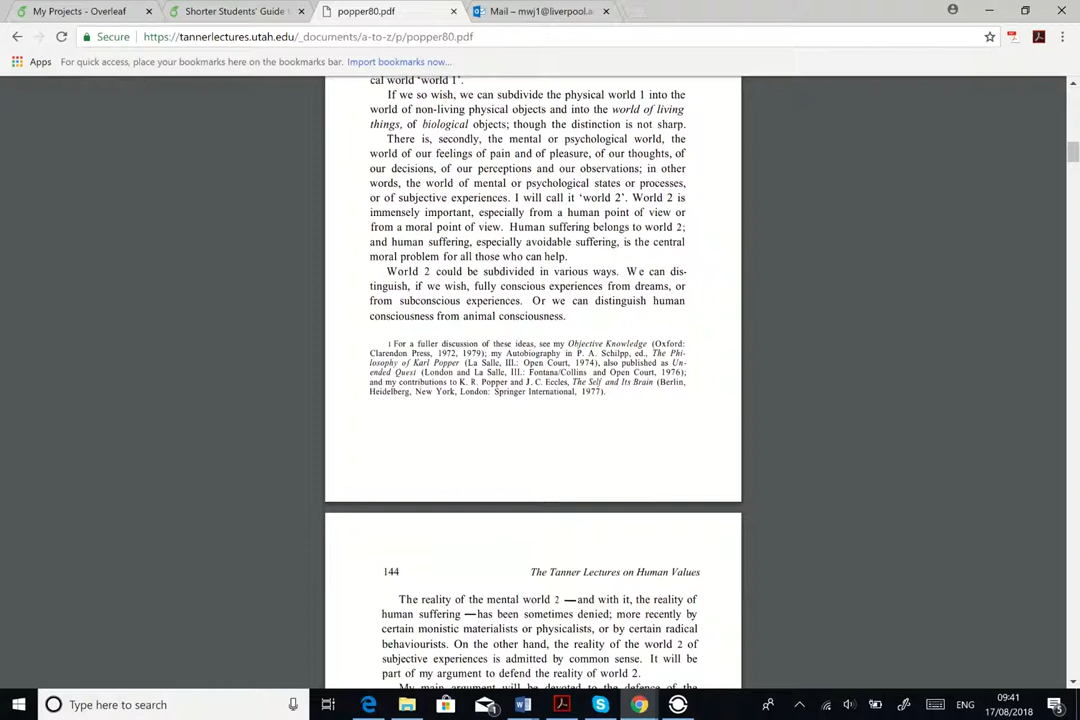 My Projects - Overleaf
Shorter Students' Guide
popper80.pdf
Mail – mwj1@liverpool.a
Secure
https://tannerlectures.utah.edu/_documents/a-to-z/p/popper80.pdf
Apps
For quick access, place your bookmarks here on the bookmarks bar. Import bookmarks now...
cal world ‘world 1’.
If we so wish, we can subdivide the physical world 1 into the
world of non-living physical objects and into the world of living
things, of biological objects; though the distinction is not sharp.
There is, secondly, the mental or psychological world, the
world of our feelings of pain and of pleasure, of our thoughts, of
our decisions, of our perceptions and our observations; in other
words, the world of mental or psychological states or processes,
or of subjective experiences. I will call it ‘world 2’. World 2 is
immensely important, especially from a human point of view or
from a moral point of view. Human suffering belongs to world 2;
and human suffering, especially avoidable suffering, is the central
moral problem for all those who can help.
World 2 could be subdivided in various ways. We can dis-
tinguish, if we wish, fully conscious experiences from dreams, or
from subconscious experiences. Or we can distinguish human
consciousness from animal consciousness.
1 For a fuller discussion of these ideas, see my Objective Knowledge (Oxford:
Clarendon Press, 1972, 1979); my Autobiography in P. A. Schilpp, ed., The Phi-
losophy of Karl Popper (La Salle, Ill.: Open Court, 1974), also published as Un-
ended Quest (London and La Salle, Ill.: Fontana/Collins and Open Court, 1976);
and my contributions to K. R. Popper and J. C. Eccles, The Self and Its Brain (Berlin,
Heidelberg, New York, London: Springer International, 1977).
144
The Tanner Lectures on Human Values
The reality of the mental world 2 —and with it, the reality of
human suffering —has been sometimes denied; more recently by
certain monistic materialists or physicalists, or by certain radical
behaviourists. On the other hand, the reality of the world 2 of
subjective experiences is admitted by common sense. It will be
part of my argument to defend the reality of world 2.
My main argument will be devoted to the defence of the
Type here to search
ENG
09:41
17/08/2018